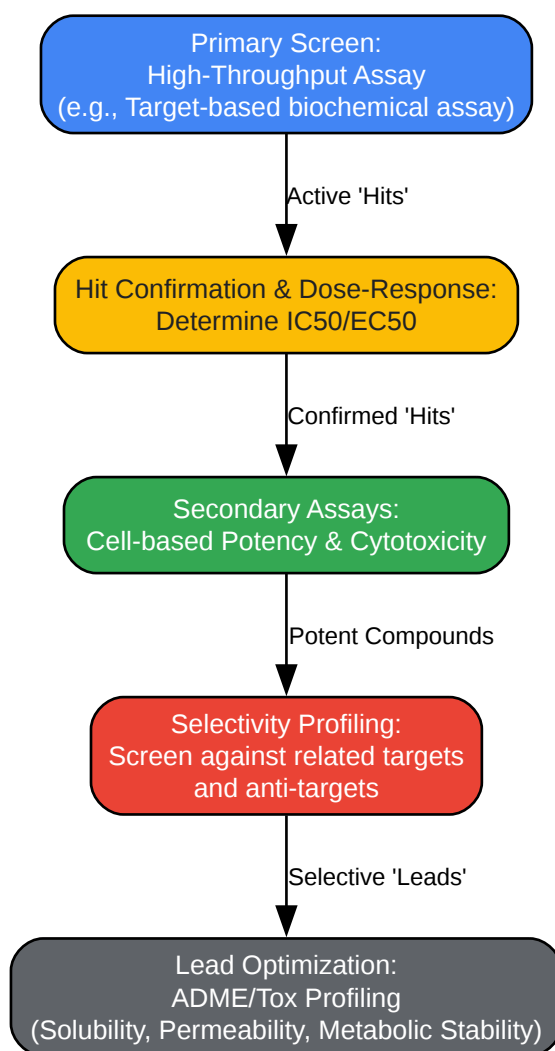 Primary Screen:
High-Throughput Assay
(e.g., Target-based biochemical assay)
Active 'Hits'
Hit Confirmation & Dose-Response:
Determine IC50/EC50
Confirmed 'Hits'
Secondary Assays:
Cell-based Potency & Cytotoxicity
Potent Compounds
Selectivity Profiling:
Screen against related targets
and anti-targets
Selective 'Leads'
Lead Optimization:
ADME/Tox Profiling
(Solubility, Permeability, Metabolic Stability)